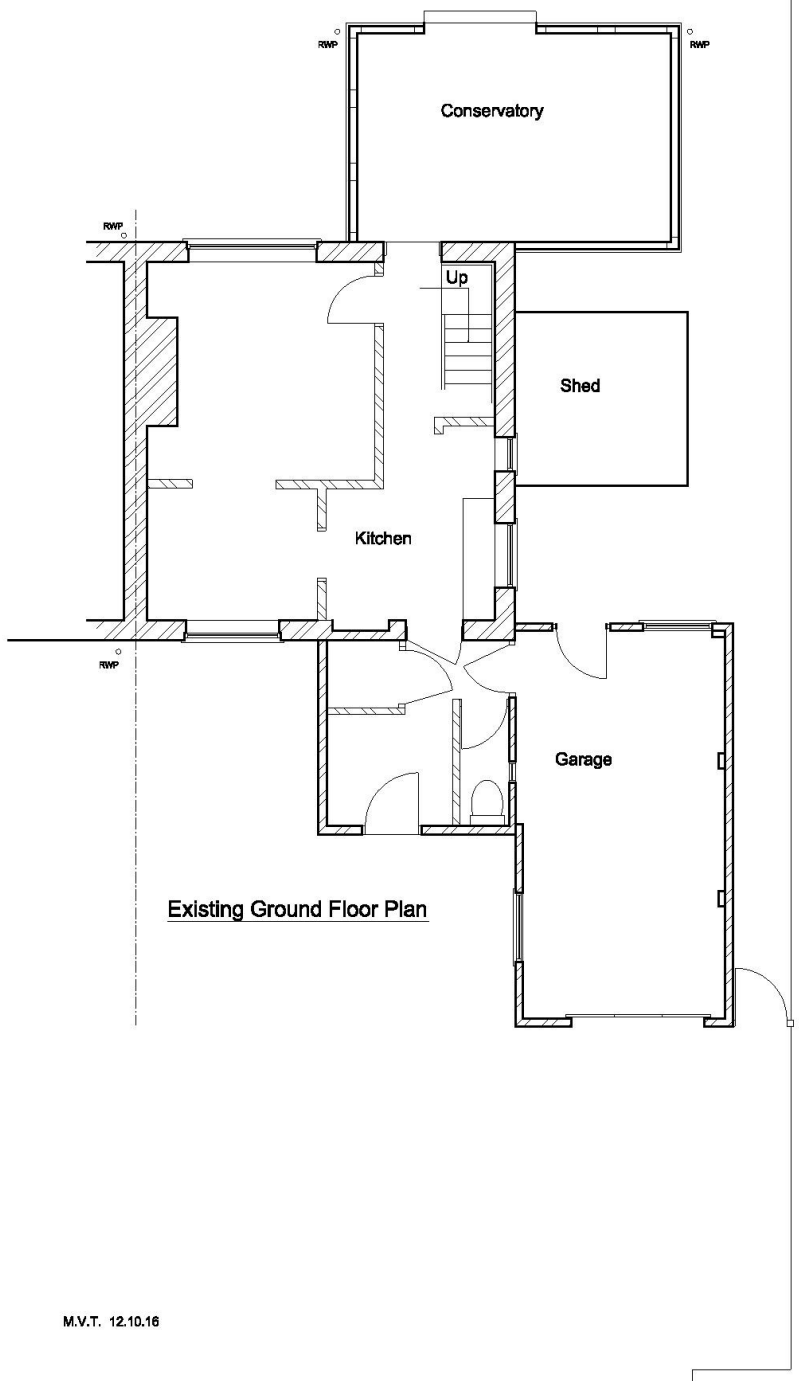 RWP
RWP
Conservatory
RWP
Up
Shed
Kitchen
RWP
Garage
Existing Ground Floor Plan
M.V.T. 12.10.16